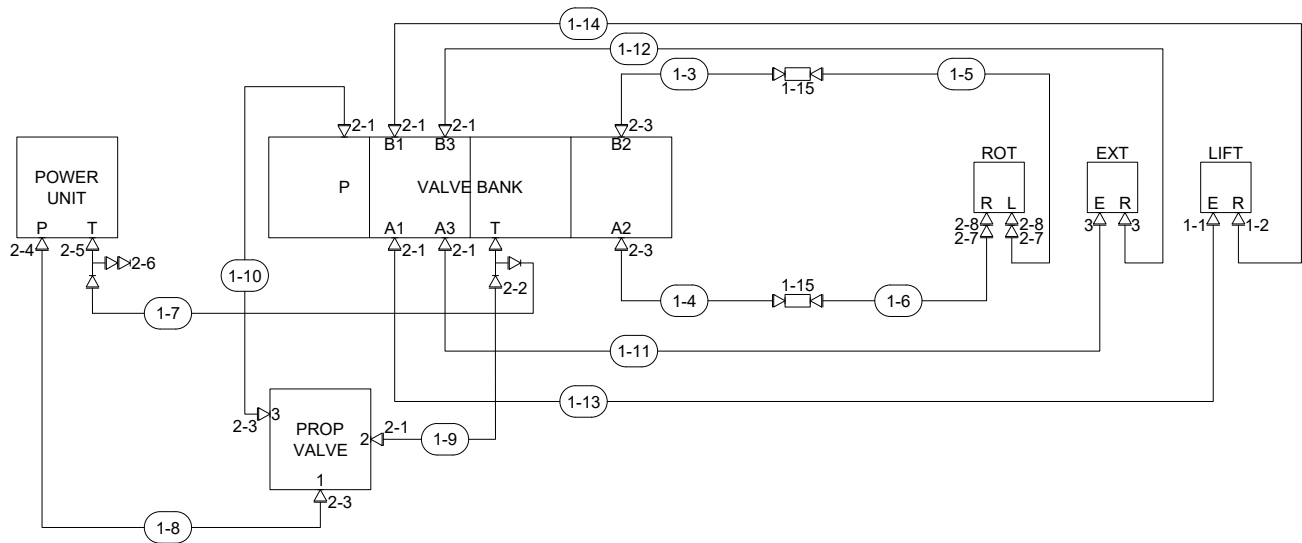 1-14
1-12
1-3
1-15
1-5
2-1
2-1
2-1
2-3
B1
B3
B2
POWER
UNIT
P
VALVE BANK
ROT
EXT
LIFT
P
T
A1
A3
T
A2
R
L
E
R
E
R
2-4
2-5
2-6
2-1
2-1
2-3
2-8
2-7
2-8
2-7
3
3
1-1
1-2
1-10
2-2
1-7
1-4
1-15
1-6
1-11
1-13
3
2-3
PROP
VALVE
2
2-1
1-9
1
2-3
1-8